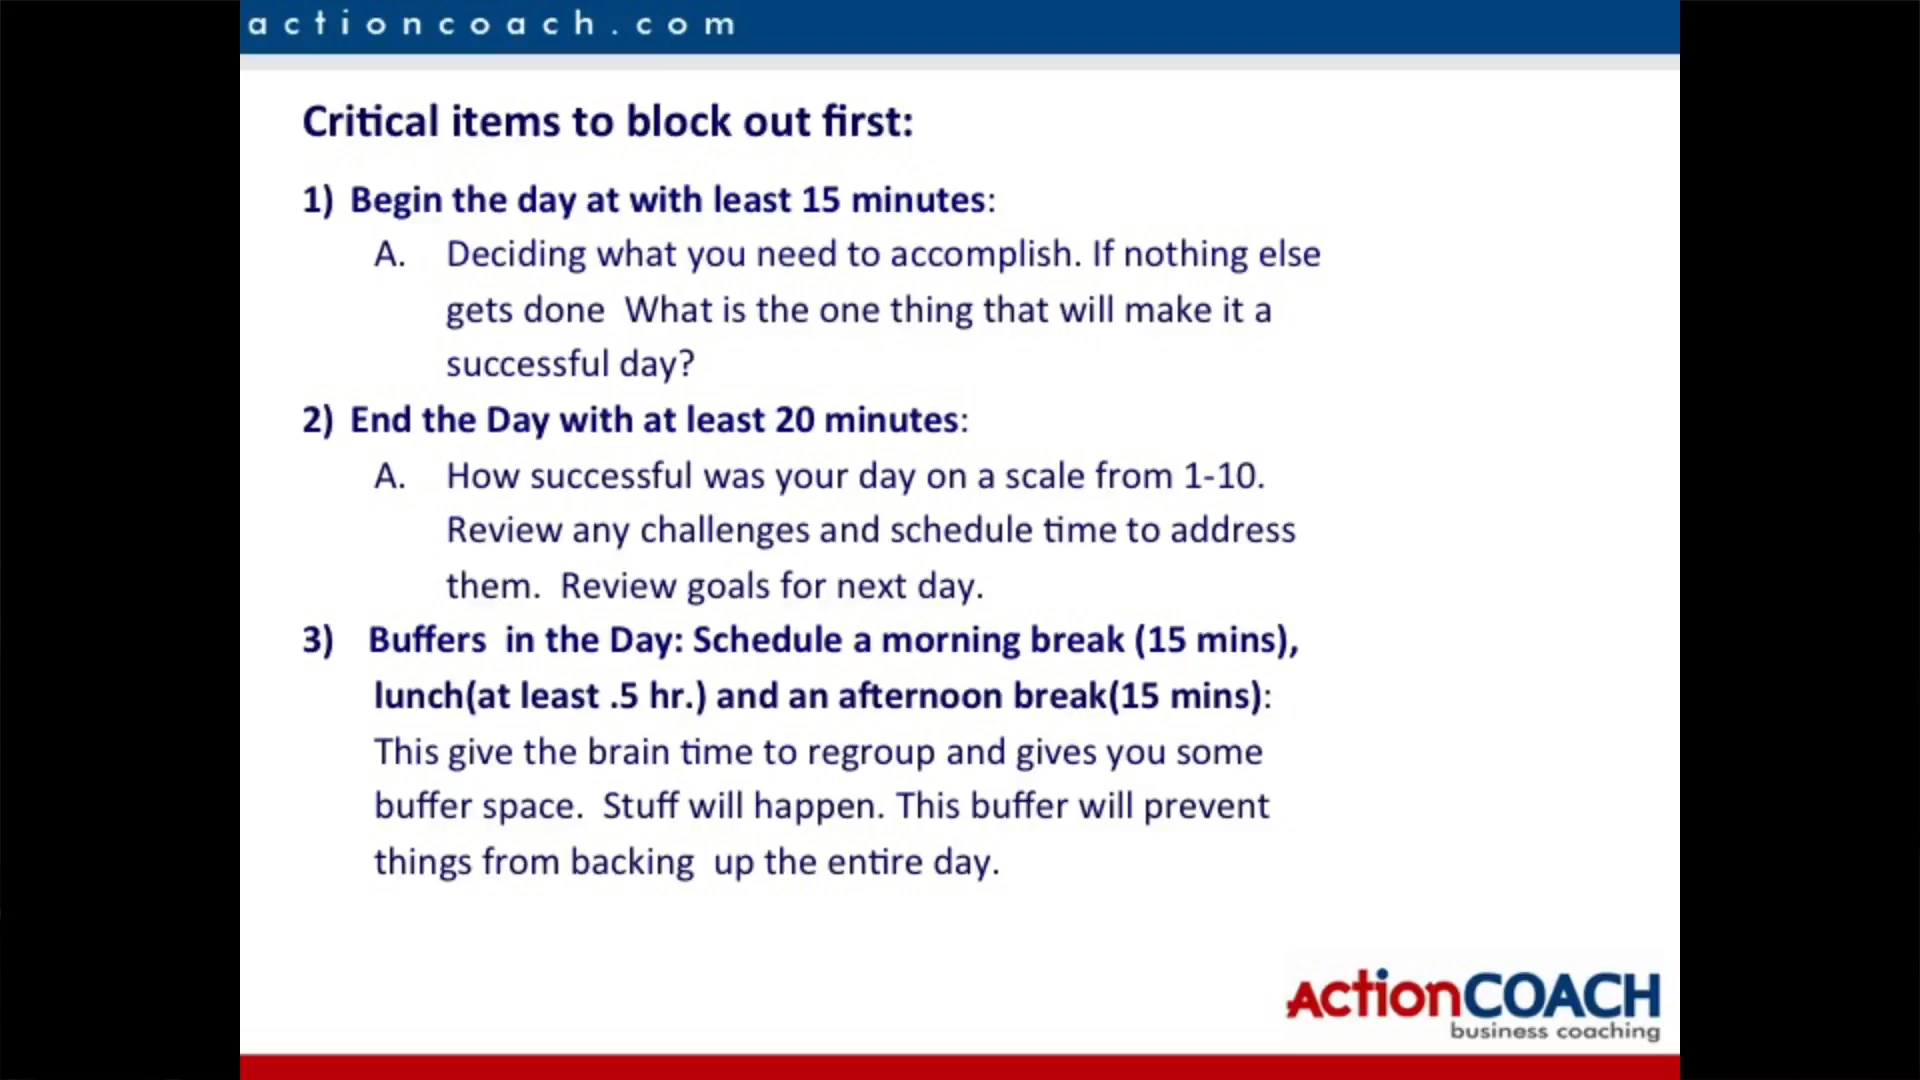 actioncoach.com
Critical items to block out first:
1) Begin the day at with least 15 minutes:
A. Deciding what you need to accomplish. If nothing else
gets done What is the one thing that will make it a
successful day?
2) End the Day with at least 20 minutes:
A. How successful was your day on a scale from 1-10.
Review any challenges and schedule time to address
them. Review goals for next day.
3) Buffers in the Day: Schedule a morning break (15 mins),
lunch(at least .5 hr.) and an afternoon break(15 mins):
This give the brain time to regroup and gives you some
buffer space. Stuff will happen. This buffer will prevent
things from backing up the entire day.
ActionCOACH
business coaching